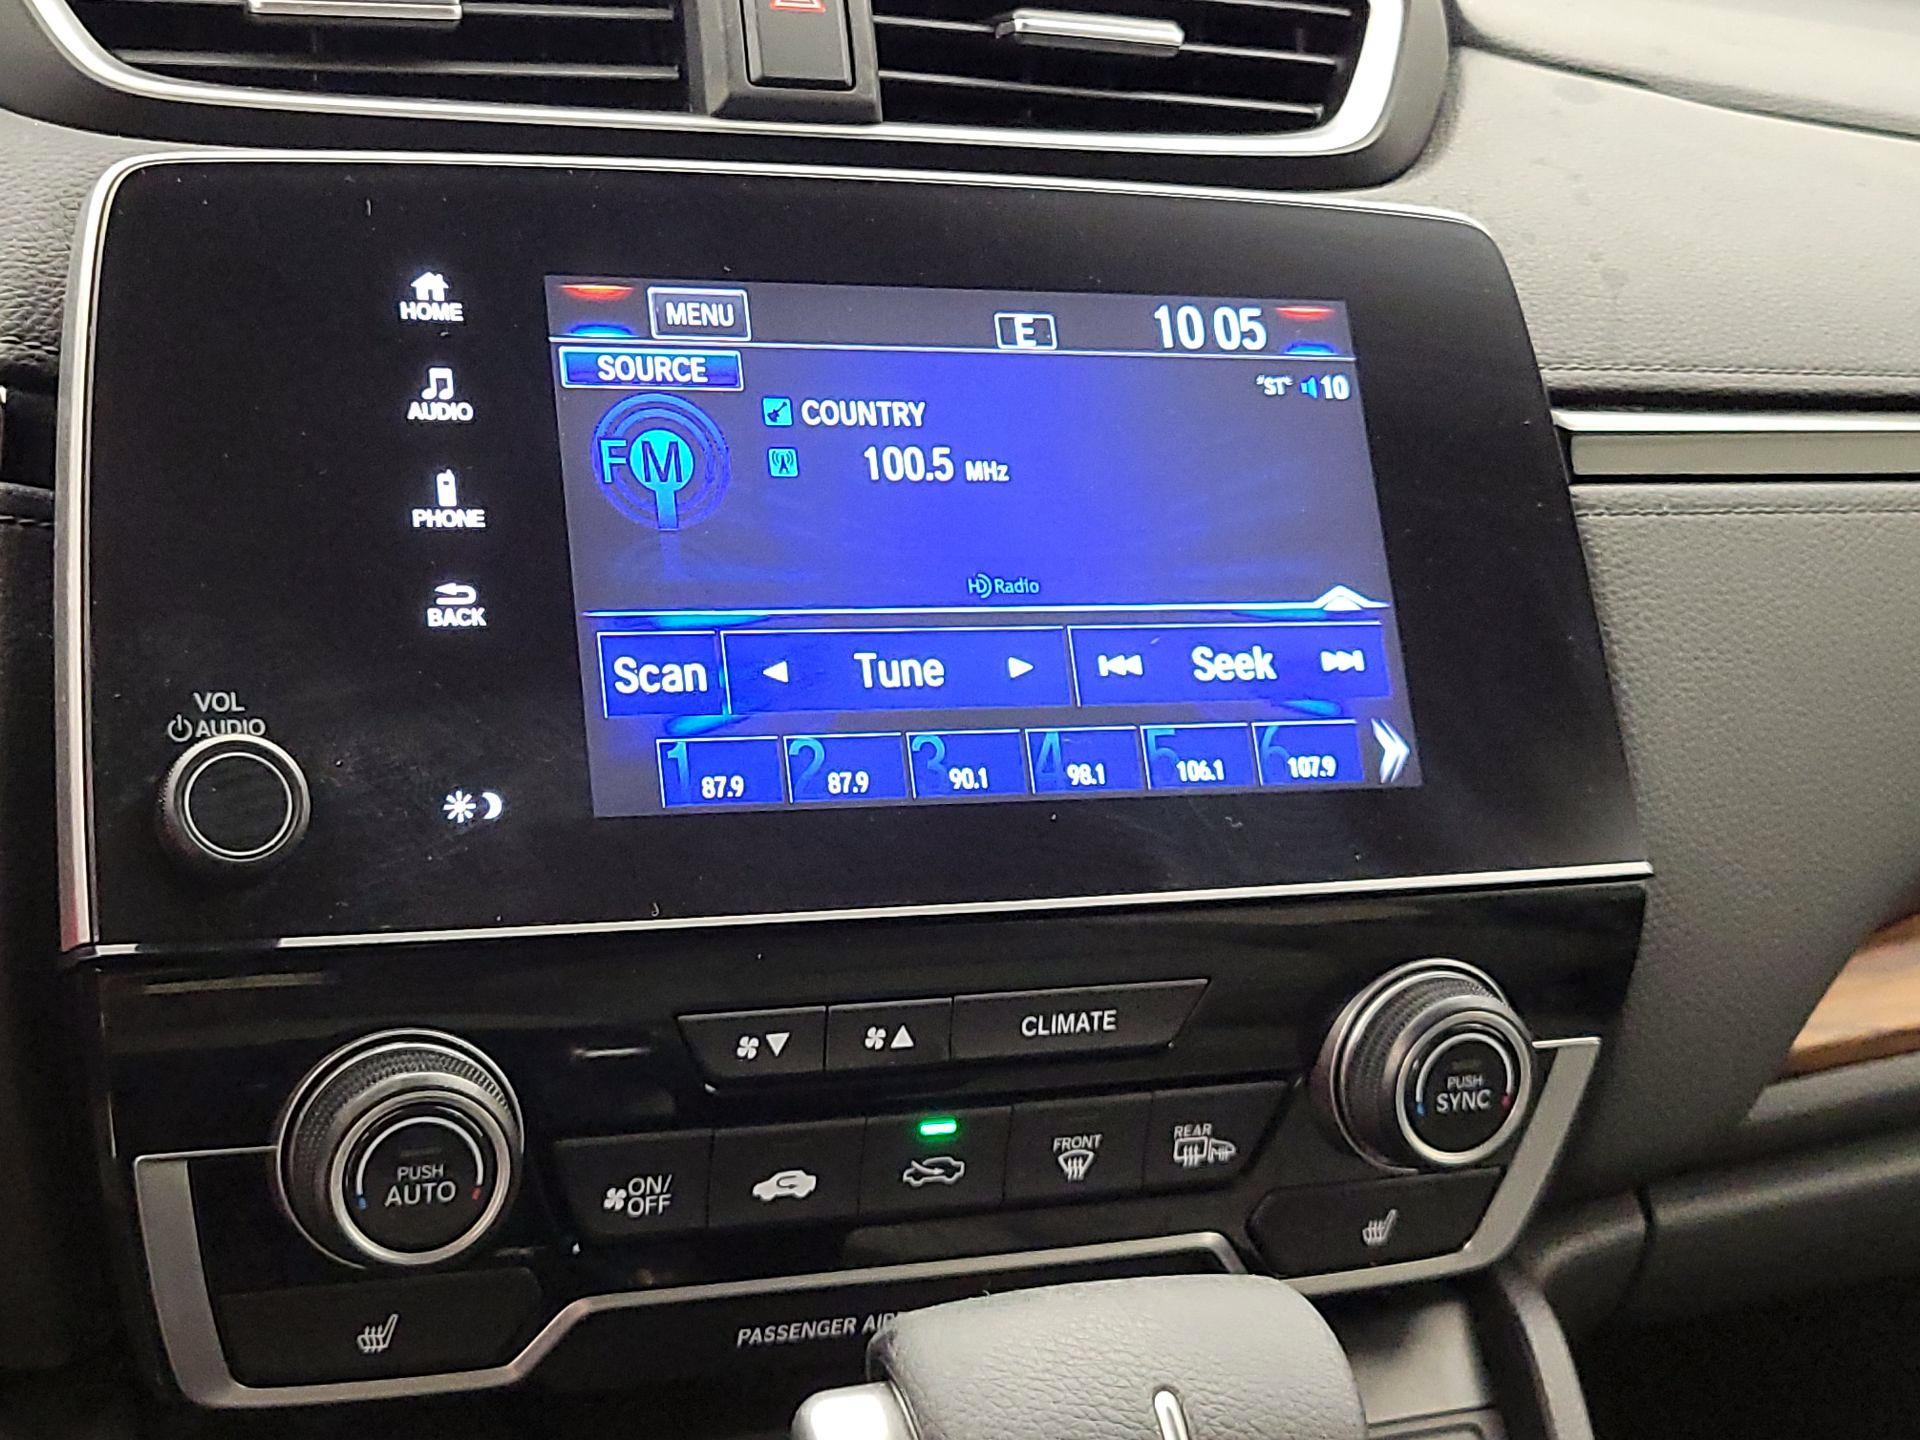 HOME
AUDIO
PHONE
BACK
VOL
AUDIO
MENU
E
10 05
SOURCE
"ST" 10
FM
COUNTRY
100.5 MHz
HD Radio
Scan
Tune
Seek
1 87.9
2 87.9
3 90.1
4 98.1
5 106.1
6 107.9
CLIMATE
PUSH
AUTO
ON/
OFF
FRONT
REAR
PUSH
SYNC
PASSENGER